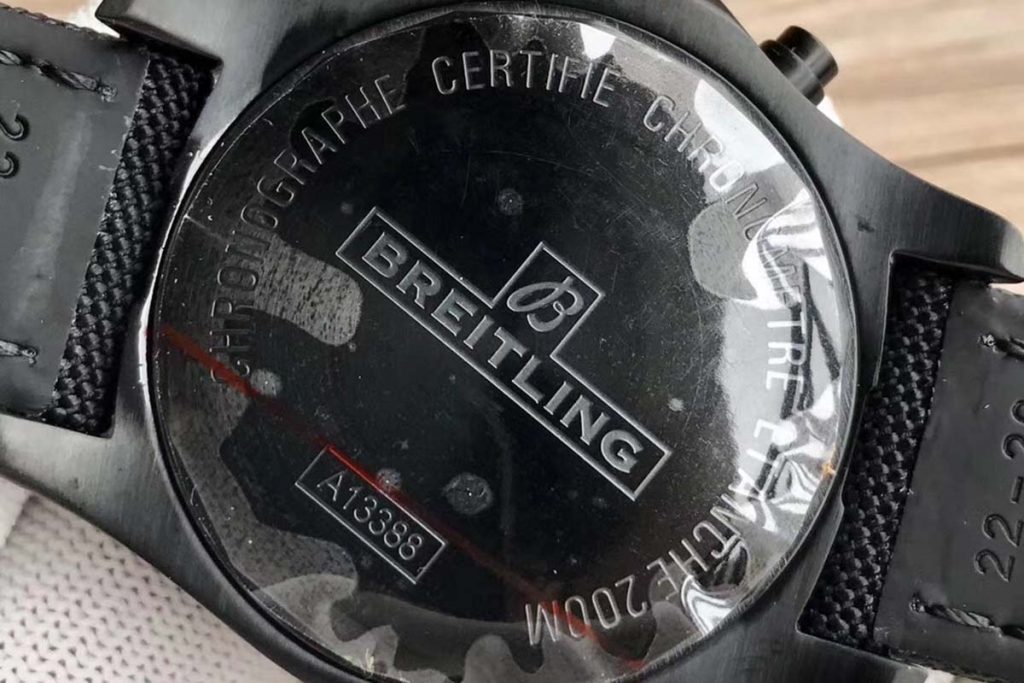 CHRONOGRAPHE CERTIFIE CHRONOMETRE ETANCHE 200M
B
BREITLING
A13388
22
22-20